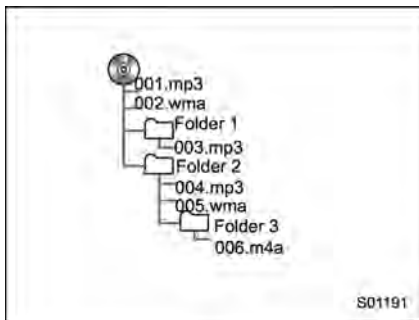 001.mp3
002.wma
Folder 1
003.mp3
Folder 2
004.mp3
005.wma
Folder 3
006.m4a
S01191